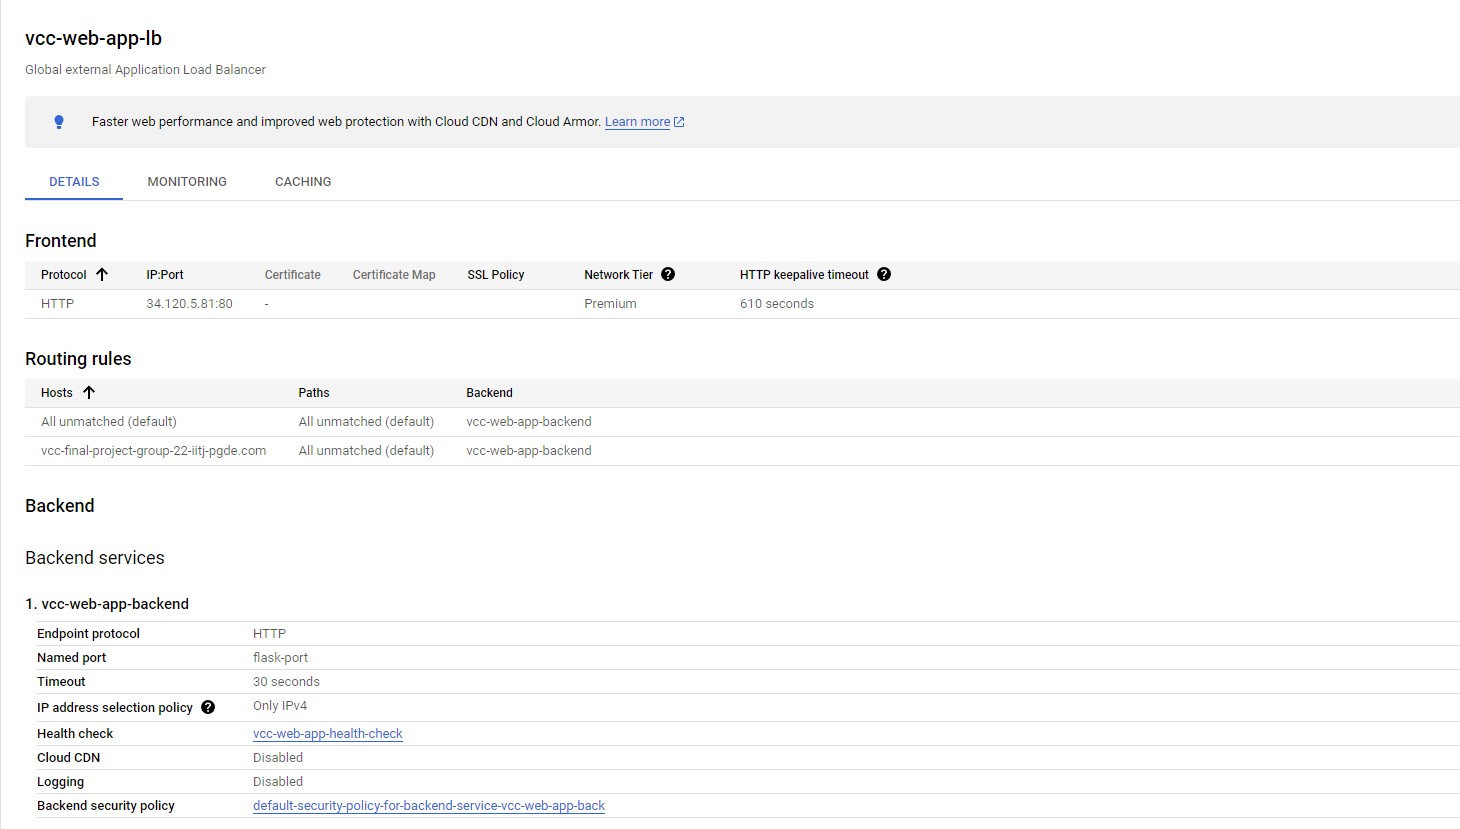 vcc-web-app-lb
Global external Application Load Balancer
Faster web performance and improved web protection with Cloud CDN and Cloud Armor. Learn more
DETAILS MONITORING CACHING
Frontend
Protocol IP:Port Certificate Certificate Map SSL Policy Network Tier HTTP keepalive timeout
HTTP 34.120.5.81:80 - Premium 610 seconds
Routing rules
Hosts Paths Backend
All unmatched (default) All unmatched (default) vcc-web-app-backend
vcc-final-project-group-22-iitj-pgde.com All unmatched (default) vcc-web-app-backend
Backend
Backend services
1. vcc-web-app-backend
Endpoint protocol HTTP
Named port flask-port
Timeout 30 seconds
IP address selection policy Only IPv4
Health check vcc-web-app-health-check
Cloud CDN Disabled
Logging Disabled
Backend security policy default-security-policy-for-backend-service-vcc-web-app-back